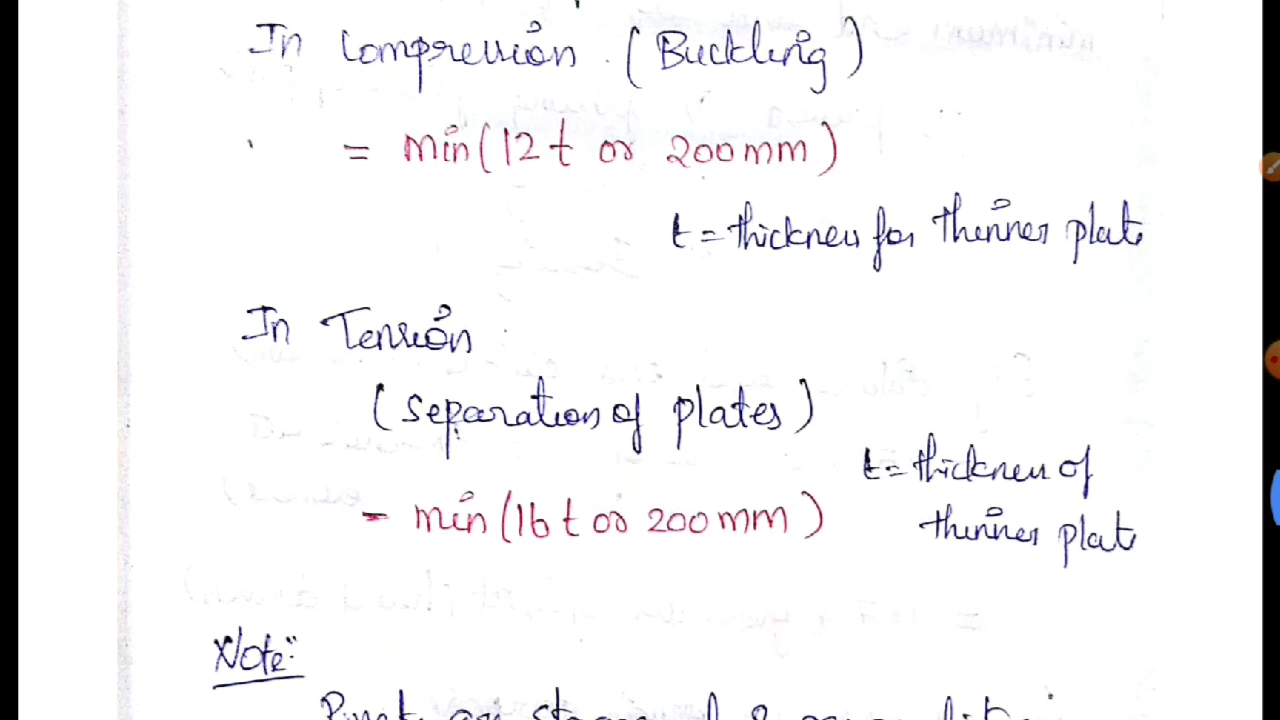 In Compression. (Buckling)
= min(12t or 200mm)
t = thickness for thinner plate
In Tension
(separation of plates)
t = thickness of
thinner plate
= min(16t or 200mm)
Note: